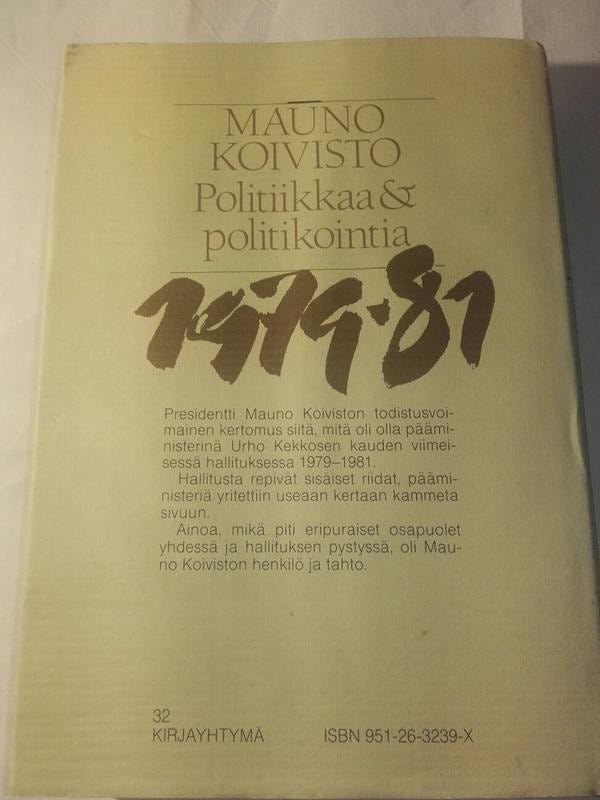 MAUNO
KOIVISTO
Politiikkaa &
politikointia
1979-81
Presidentti Mauno Koiviston todistusvoi-
mainen kertomus siitä, mitä oli olla päämi-
nisterinä Urho Kekkosen kauden viimei-
sessä hallituksessa 1979–1981.
Hallitusta repivät sisäiset riidat, päämi-
nisteriä yritettiin useaan kertaan kammeta
sivuun.
Ainoa, mikä piti eripuraiset osapuolet
yhdessä ja hallituksen pystyssä, oli Mau-
no Koiviston henkilö ja tahto.
32
KIRJAYHTYMÄ ISBN 951-26-3239-X